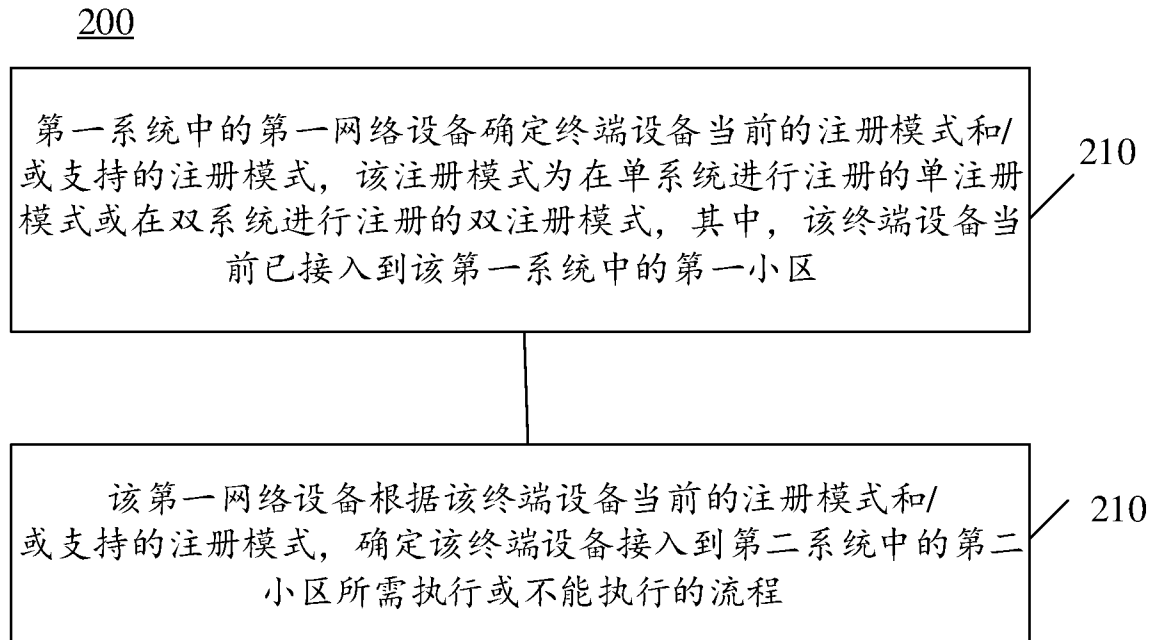 200
第一系统中的第一网络设备确定终端设备当前的注册模式和/
或支持的注册模式，该注册模式为在单系统进行注册的单注册
模式或在双系统进行注册的双注册模式，其中，该终端设备当
前已接入到该第一系统中的第一小区
210
该第一网络设备根据该终端设备当前的注册模式和/
或支持的注册模式，确定该终端设备接入到第二系统中的第二
小区所需执行或不能执行的流程
210